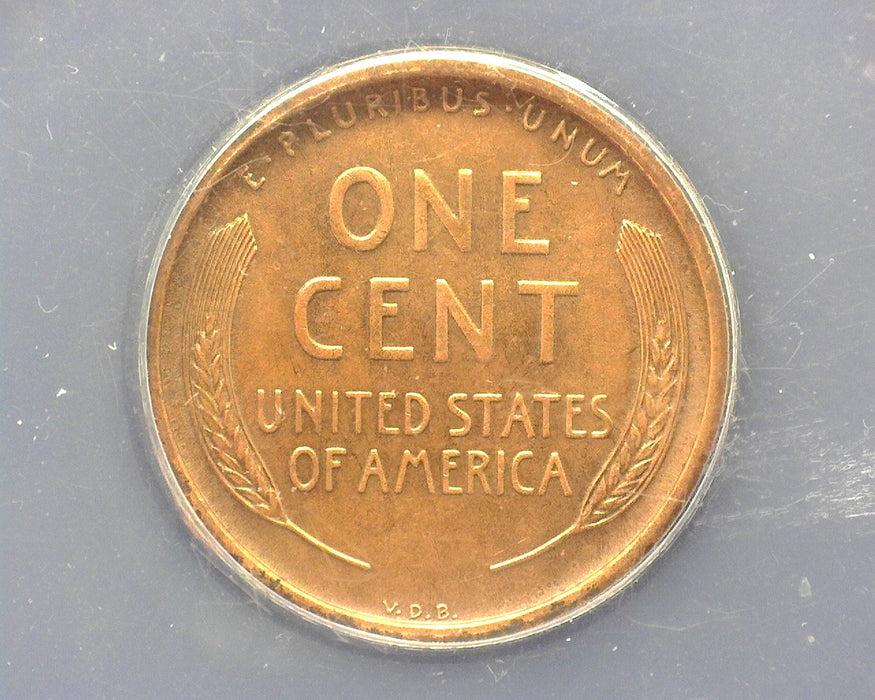 E · PLURIBUS · UNUM
ONE
CENT
UNITED STATES
OF AMERICA
V.D.B.